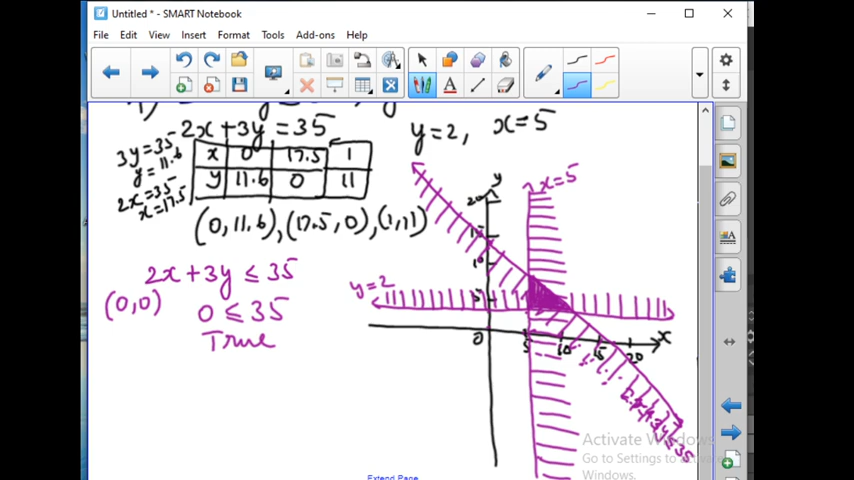 Untitled * - SMART Notebook
File Edit View Insert Format Tools Add-ons Help
2x+3y=35
y=2, x=5
3y=35
y=11.6
2x=35
x=17.5
x 0 17.5 1
y 11.6 0 11
(0,11.6),(17.5,0),(1,11)
2x+3y≤35
(0,0) 0≤35
True
y
x=5
20
15
10
5
y=2
x
0 5 10 15 20
2x+3y≤35
Activate Windows
Go to Settings to activate
Windows.
Extend Page